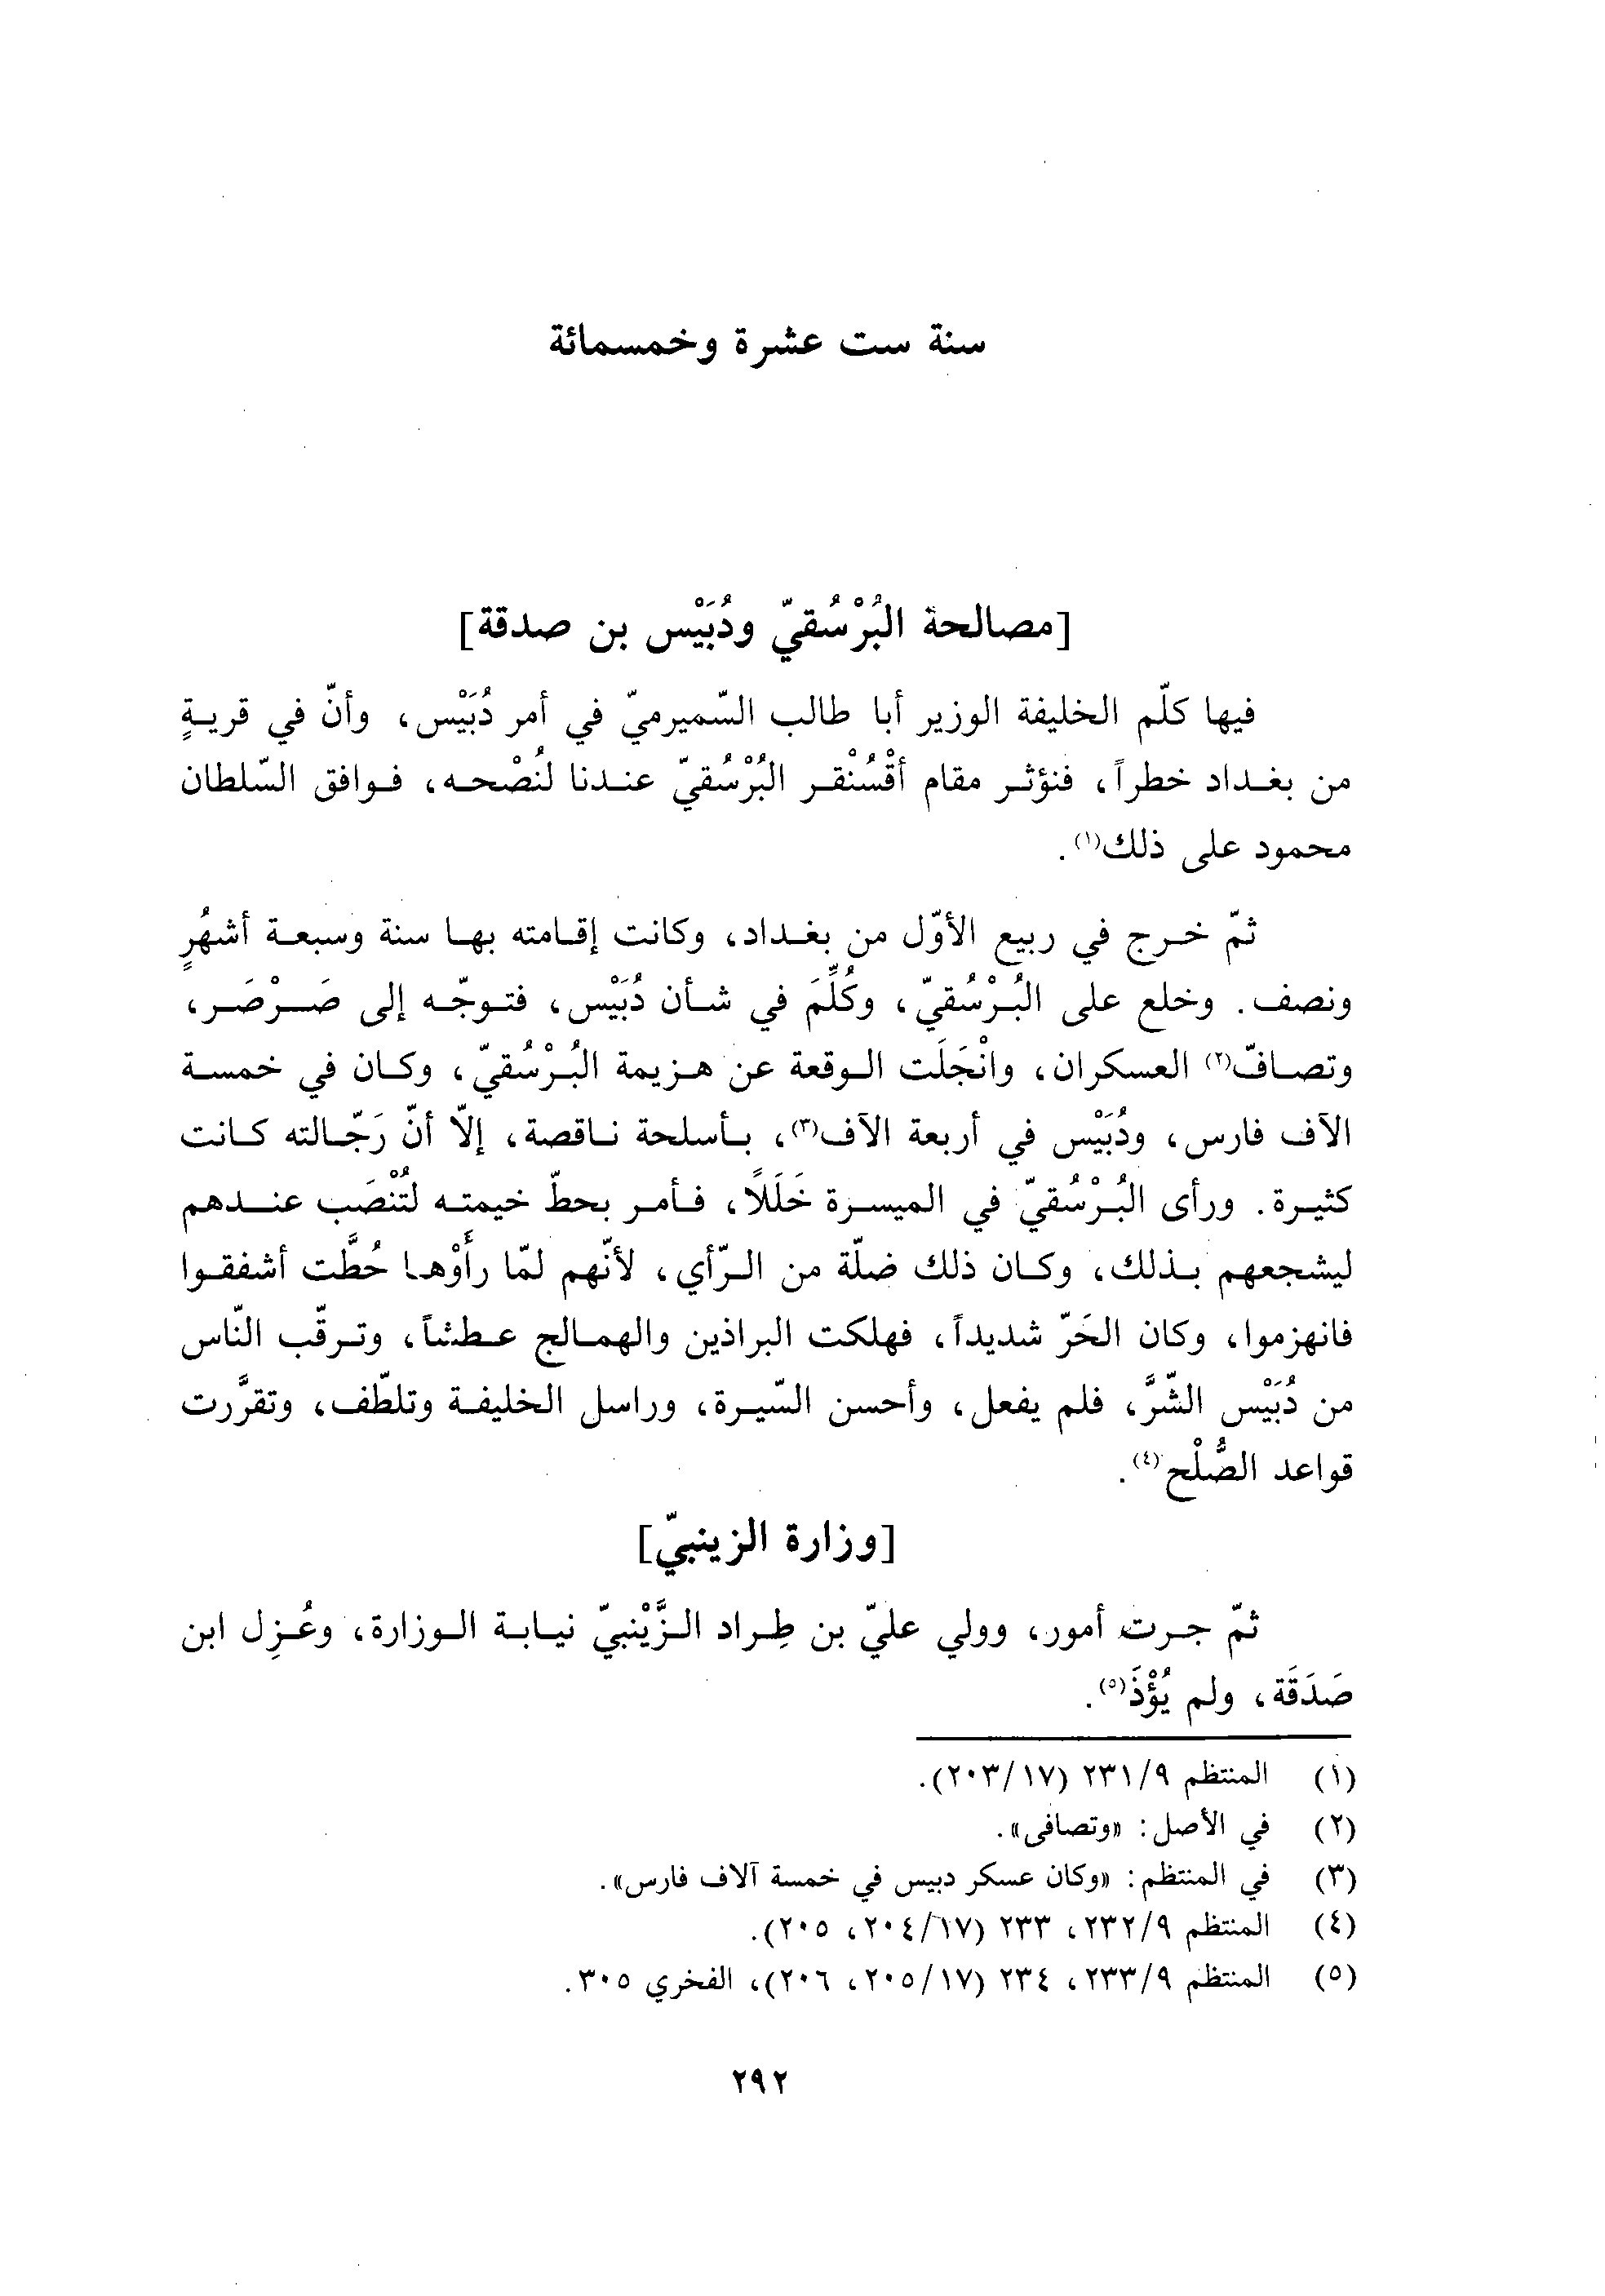 سنة ست عشرة وخمسمائة
[مصالحة البُرْسُقيّ ودُبَيْس بن صدقة]
فيها كلّم الخليفة الوزير أبا طالب السّميرميّ في أمر دُبَيْس، وأنّ في قريةٍ
من بغداد خطراً، فنؤثر مقام أقْسُنْقر البُرْسُقيّ عندنا لنُصْحه، فوافق السّلطان
محمود على ذلك(١).
ثمّ خرج في ربيع الأوّل من بغداد، وكانت إقامته بها سنة وسبعة أشهُرٍ
ونصف. وخلع على البُرْسُقيّ، وكُلِّمَ في شأن دُبَيْس، فتوجّه إلى صَرْصَر،
وتصافّ(٢) العسكران، وانْجَلَت الوقعة عن هزيمة البُرْسُقيّ، وكان في خمسة
الآف فارس، ودُبَيْس في أربعة الآف(٣)، بأسلحة ناقصة، إلّا أنّ رَجّالته كانت
كثيرة. ورأى البُرْسُقيّ في الميسرة خَلَلاً، فأمر بحطّ خيمته لتُنْصَب عندهم
ليشجعهم بذلك، وكان ذلك ضلّة من الرّأي، لأنّهم لمّا رأَوْها حُطَّت أشفقوا
فانهزموا، وكان الحَرّ شديداً، فهلكت البراذين والهمالج عطشاً، وترقّب النّاس
من دُبَيْس الشّرَّ، فلم يفعل، وأحسن السّيرة، وراسل الخليفة وتلطّف، وتقرَّرت
قواعد الصُّلْح(٤).
[وزارة الزينبيّ]
ثمّ جرت أمور، وولي عليّ بن طِراد الزَّيْنبيّ نيابة الوزارة، وعُزِل ابن
صَدَقَة، ولم يُؤْذَ(٥).
(١) المنتظم ٢٣١/٩ (٢٠٣/١٧).
(٢) في الأصل: «وتصافى».
(٣) في المنتظم: «وكان عسكر دبيس في خمسة آلاف فارس».
(٤) المنتظم ٢٣٢/٩، ٢٣٣ (٢٠٤/١٧، ٢٠٥).
(٥) المنتظم ٢٣٣/٩، ٢٣٤ (٢٠٥/١٧، ٢٠٦)، الفخري ٣٠٥.
٢٩٢